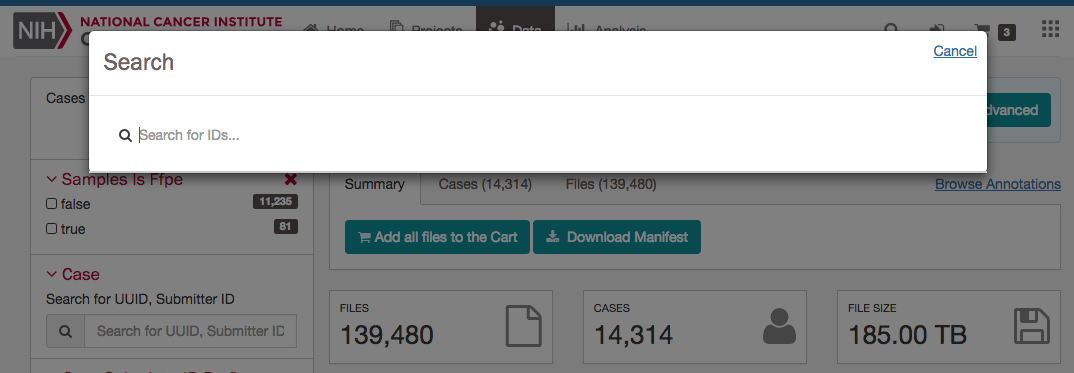 NIH NATIONAL CANCER INSTITUTE
Home Projects Data Analysis 3
Search Cancel
Search for IDs...
Cases
dvanced
Samples Is Ffpe
false 11,235
true 81
Summary Cases (14,314) Files (139,480) Browse Annotations
Add all files to the Cart Download Manifest
Case
Search for UUID, Submitter ID
Search for UUID, Submitter ID
FILES
139,480
CASES
14,314
FILE SIZE
185.00 TB